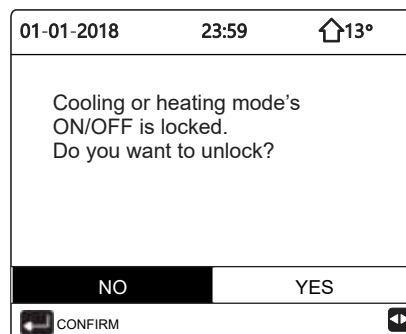 01-01-2018 23:59 13°
Cooling or heating mode's
ON/OFF is locked.
Do you want to unlock?
NO YES
CONFIRM